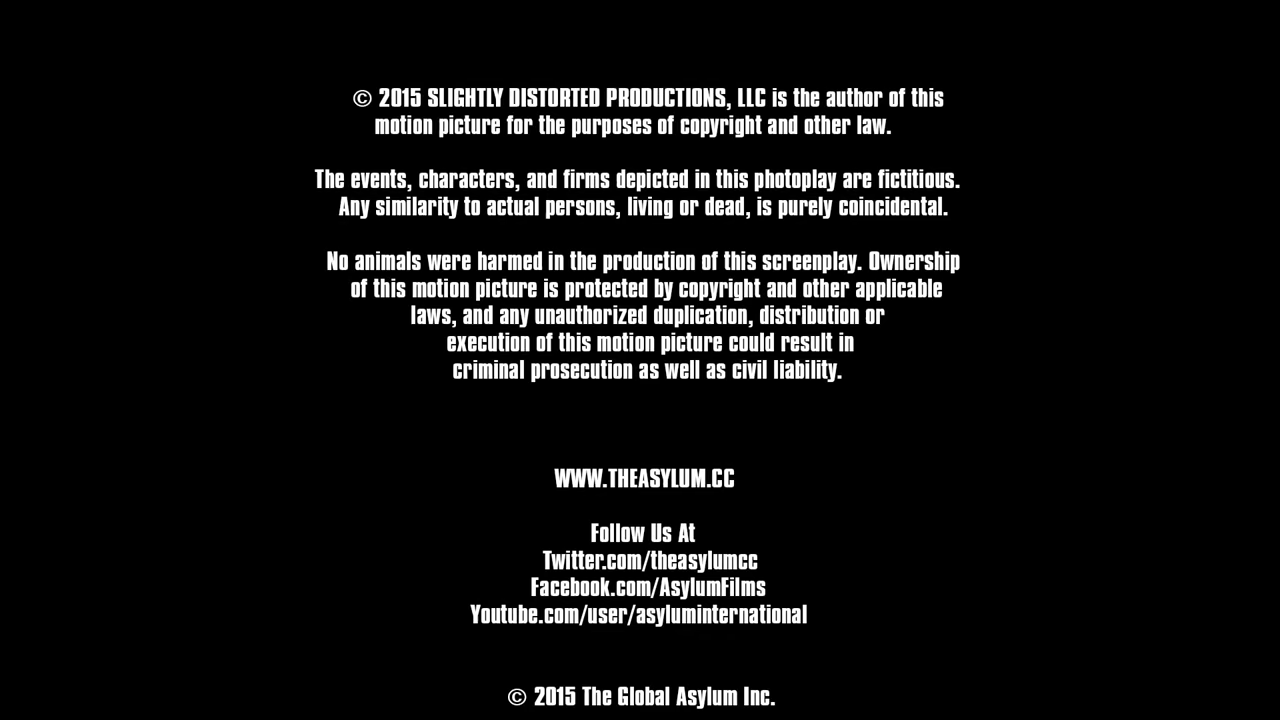 © 2015 SLIGHTLY DISTORTED PRODUCTIONS, LLC is the author of this
motion picture for the purposes of copyright and other law.
The events, characters, and firms depicted in this photoplay are fictitious.
Any similarity to actual persons, living or dead, is purely coincidental.
No animals were harmed in the production of this screenplay. Ownership
of this motion picture is protected by copyright and other applicable
laws, and any unauthorized duplication, distribution or
execution of this motion picture could result in
criminal prosecution as well as civil liability.
WWW.THEASYLUM.CC
Follow Us At
Twitter.com/theasylumcc
Facebook.com/AsylumFilms
Youtube.com/user/asyluminternational
© 2015 The Global Asylum Inc.